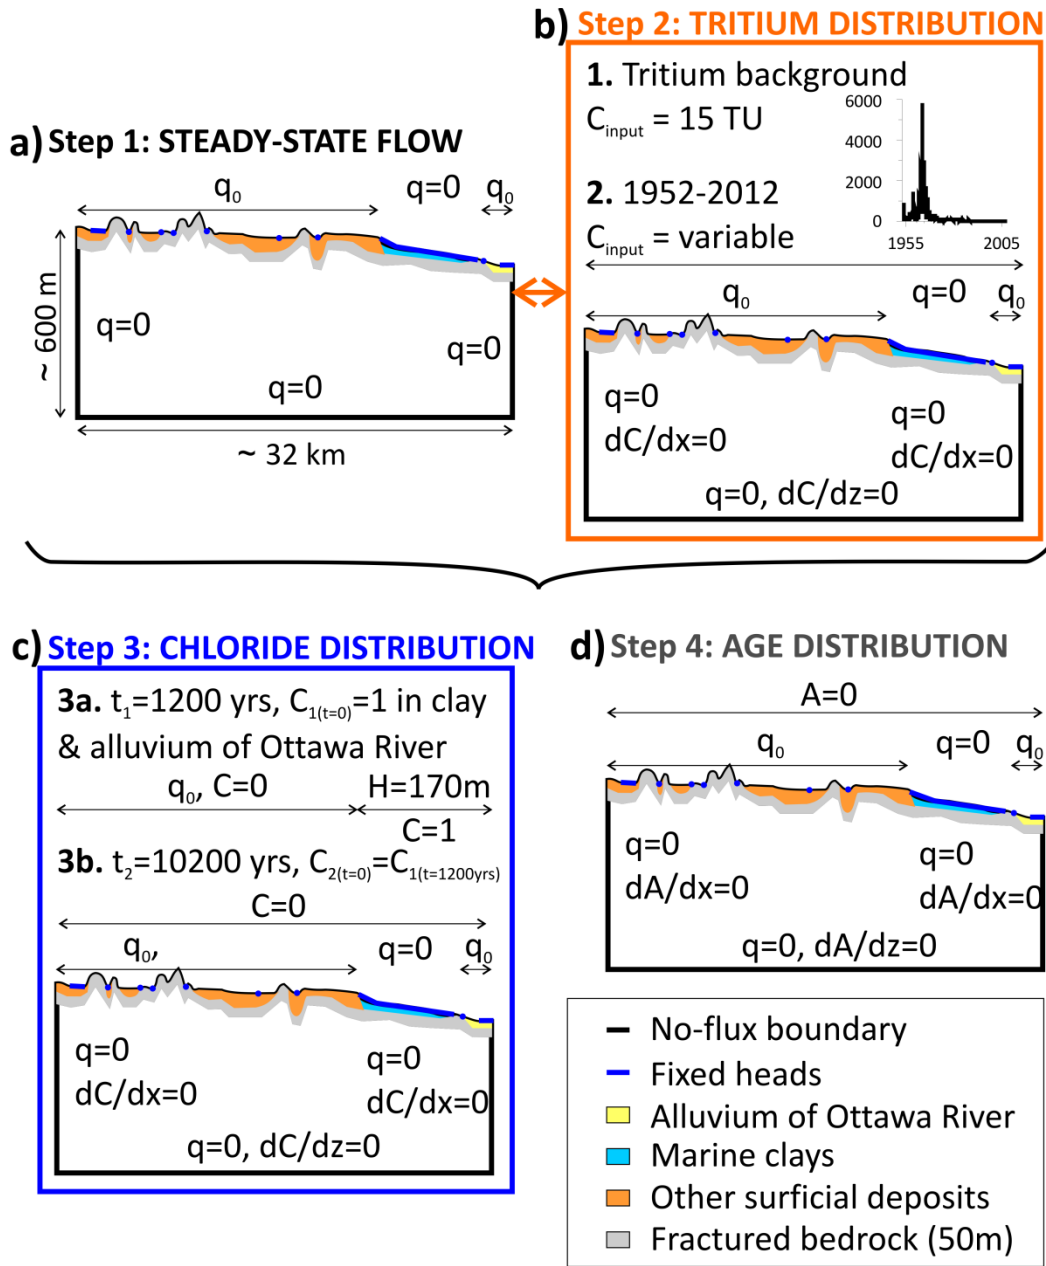 b) Step 2: TRITIUM DISTRIBUTION
1. Tritium background
C_input = 15 TU
2. 1952-2012
C_input = variable
6000
4000
2000
0
1955 2005
q₀ q=0 q₀
q=0 q=0
dC/dx=0 dC/dx=0
q=0, dC/dz=0
a) Step 1: STEADY-STATE FLOW
q₀ q=0 q₀
~ 600 m
q=0 q=0
q=0
~ 32 km
c) Step 3: CHLORIDE DISTRIBUTION
3a. t₁=1200 yrs, C₁₍ₜ₌₀₎=1 in clay
& alluvium of Ottawa River
q₀, C=0 H=170m
C=1
3b. t₂=10200 yrs, C₂₍ₜ₌₀₎=C₁₍ₜ₌₁₂₀₀yrs₎
C=0
q₀, q=0 q₀
q=0 q=0
dC/dx=0 dC/dx=0
q=0, dC/dz=0
d) Step 4: AGE DISTRIBUTION
A=0
q₀ q=0 q₀
q=0 q=0
dA/dx=0 dA/dx=0
q=0, dA/dz=0
No-flux boundary
Fixed heads
Alluvium of Ottawa River
Marine clays
Other surficial deposits
Fractured bedrock (50m)